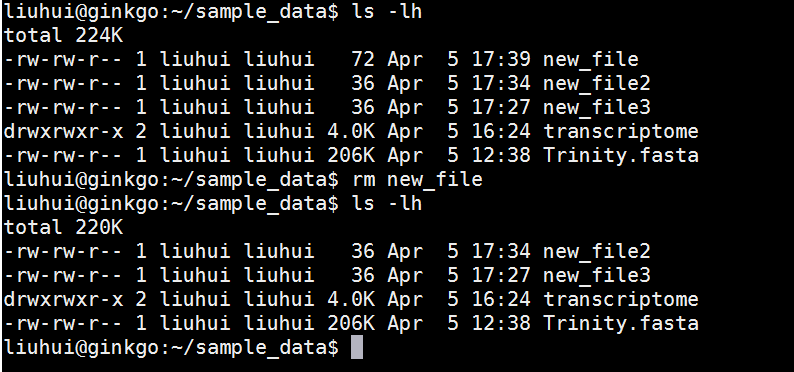 liuhui@ginkgo:~/sample_data$ ls -lh
total 224K
-rw-rw-r-- 1 liuhui liuhui   72 Apr  5 17:39 new_file
-rw-rw-r-- 1 liuhui liuhui   36 Apr  5 17:34 new_file2
-rw-rw-r-- 1 liuhui liuhui   36 Apr  5 17:27 new_file3
drwxrwxr-x 2 liuhui liuhui 4.0K Apr  5 16:24 transcriptome
-rw-rw-r-- 1 liuhui liuhui 206K Apr  5 12:38 Trinity.fasta
liuhui@ginkgo:~/sample_data$ rm new_file
liuhui@ginkgo:~/sample_data$ ls -lh
total 220K
-rw-rw-r-- 1 liuhui liuhui   36 Apr  5 17:34 new_file2
-rw-rw-r-- 1 liuhui liuhui   36 Apr  5 17:27 new_file3
drwxrwxr-x 2 liuhui liuhui 4.0K Apr  5 16:24 transcriptome
-rw-rw-r-- 1 liuhui liuhui 206K Apr  5 12:38 Trinity.fasta
liuhui@ginkgo:~/sample_data$